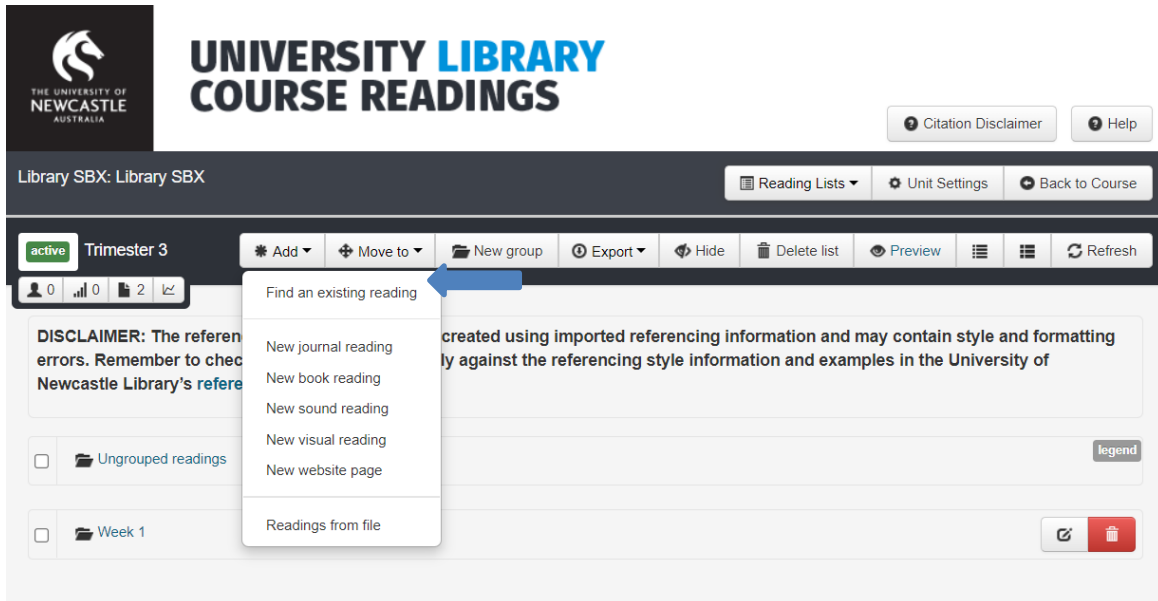 THE UNIVERSITY OF
NEWCASTLE
AUSTRALIA
UNIVERSITY LIBRARY
COURSE READINGS
Citation Disclaimer
Help
Library SBX: Library SBX
Reading Lists
Unit Settings
Back to Course
active
Trimester 3
Add
Move to
New group
Export
Hide
Delete list
Preview
Refresh
0
0
2
Find an existing reading
New journal reading
New book reading
New sound reading
New visual reading
New website page
Readings from file
DISCLAIMER: The created using imported referencing information and may contain style and formatting
errors. Remember to against the referencing style information and examples in the University of
Newcastle Library's
Ungrouped readings
legend
Week 1